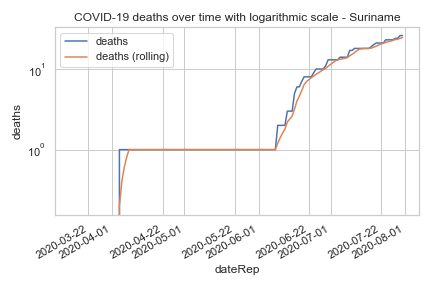 COVID-19 deaths over time with logarithmic scale - Suriname
deaths
deaths (rolling)
10¹
10⁰
deaths
2020-03-22
2020-04-01
2020-04-22
2020-05-01
2020-05-22
2020-06-01
2020-06-22
2020-07-01
2020-07-22
2020-08-01
dateRep